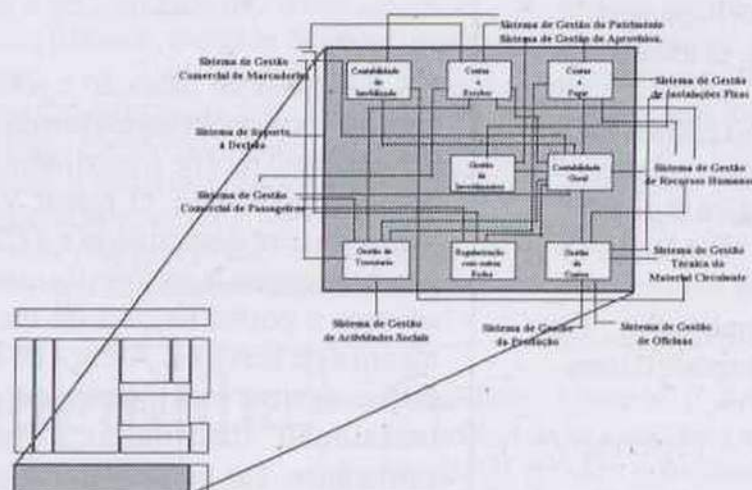 Sistema de Gestão do Património
Sistema de Gestão de Aprovision.
Sistema de Gestão
Comercial de Mercadorias
Contabilidade
do
Imobilizado
Contas
a
Receber
Contas
a
Pagar
Sistema de Gestão
de Instalações Fixas
Sistema de Suporte
à Decisão
Gestão
de
Investimentos
Contabilidade
Geral
Sistema de Gestão
de Recursos Humanos
Sistema de Gestão
Comercial de Passageiros
Gestão de
Tesouraria
Regularização
com outras
Redes
Gestão
de
Custos
Sistema de Gestão
Técnica do
Material Circulante
Sistema de Gestão
de Actividades Sociais
Sistema de Gestão
da Produção
Sistema de Gestão
de Oficinas